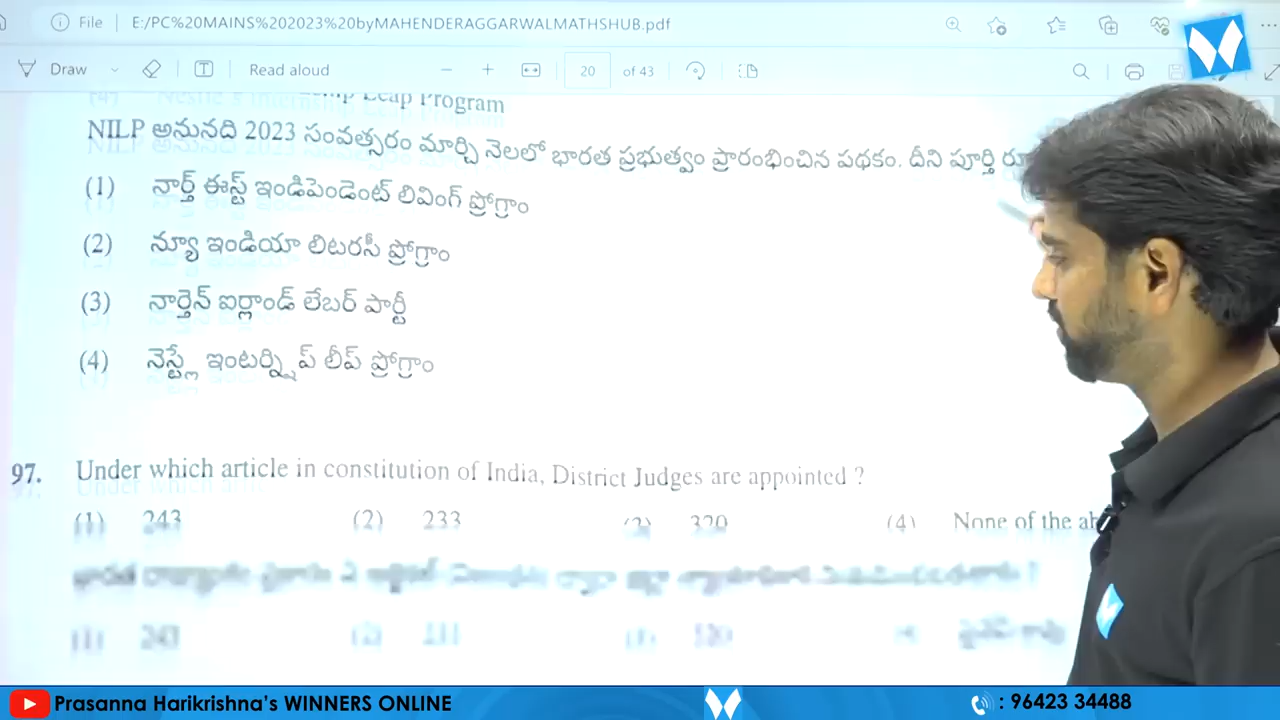 File E:/PC%20MAINS%202023%20byMAHENDERAGGARWALMATHSHUB.pdf
Draw Read aloud 20 of 43
Leap Program
NILP అనునది 2023 సంవత్సరం మార్చి నెలలో భారత ప్రభుత్వం ప్రారంభించిన పథకం. దీని పూర్తి
(1) నార్త్ ఈస్ట్ ఇండిపెండెంట్ లివింగ్ ప్రోగ్రాం
(2) న్యూ ఇండియా లిటరసీ ప్రోగ్రాం
(3) నార్తెన్ ఐర్లాండ్ లేబర్ పార్టీ
(4) నెస్ట్లే ఇంటర్న్షిప్ లీప్ ప్రోగ్రాం
97. Under which article in constitution of India, District Judges are appointed ?
(1) 243 (2) 233 (3) 320 (4) None of the
Prasanna Harikrishna's WINNERS ONLINE : 96423 34488